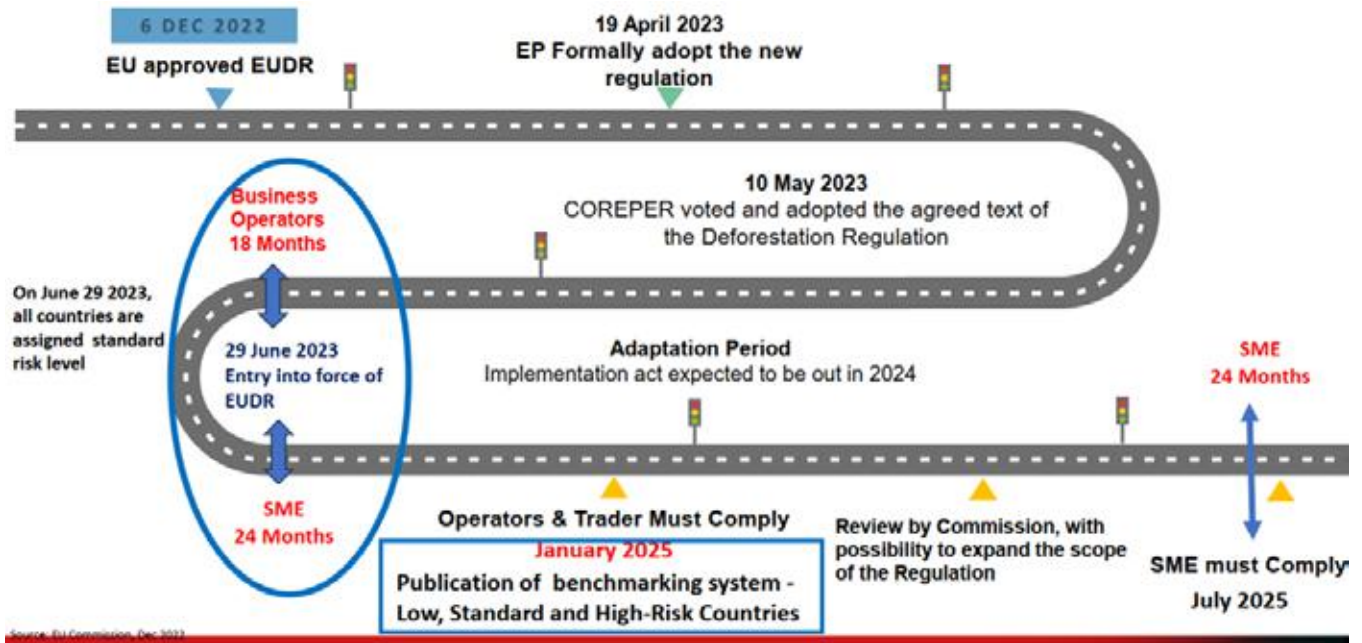 6 DEC 2022
EU approved EUDR
19 April 2023
EP Formally adopt the new
regulation
10 May 2023
COREPER voted and adopted the agreed text of
the Deforestation Regulation
Business
Operators
18 Months
On June 29 2023,
all countries are
assigned standard
risk level
29 June 2023
Entry into force of
EUDR
Adaptation Period
Implementation act expected to be out in 2024
SME
24 Months
SME
24 Months
Operators & Trader Must Comply
January 2025
Publication of benchmarking system -
Low, Standard and High-Risk Countries
Review by Commission, with
possibility to expand the scope
of the Regulation
SME must Comply
July 2025
Source: EU Commission, Dec 2022